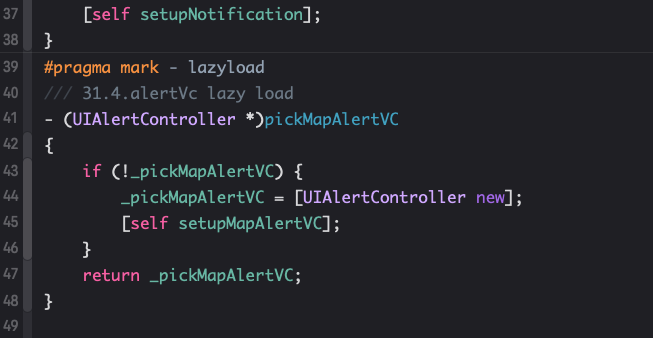 37 [self setupNotification];
38 }
39 #pragma mark - lazyload
40 /// 31.4.alertVc lazy load
41 - (UIAlertController *)pickMapAlertVC
42 {
43 if (!_pickMapAlertVC) {
44 _pickMapAlertVC = [UIAlertController new];
45 [self setupMapAlertVC];
46 }
47 return _pickMapAlertVC;
48 }
49